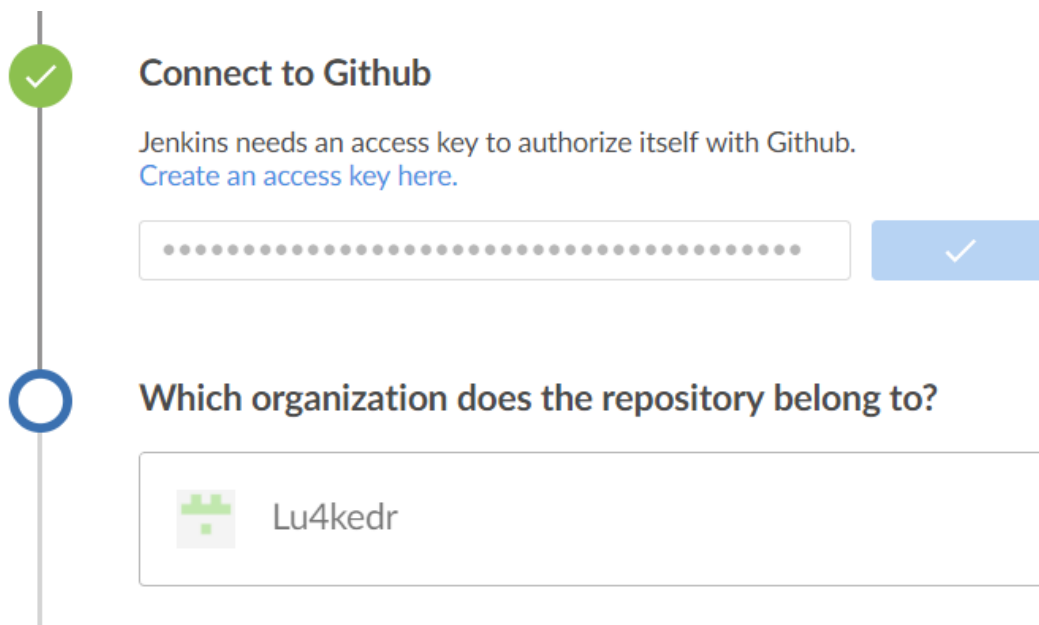 Connect to Github
Jenkins needs an access key to authorize itself with Github.
Create an access key here.
Which organization does the repository belong to?
Lu4kedr